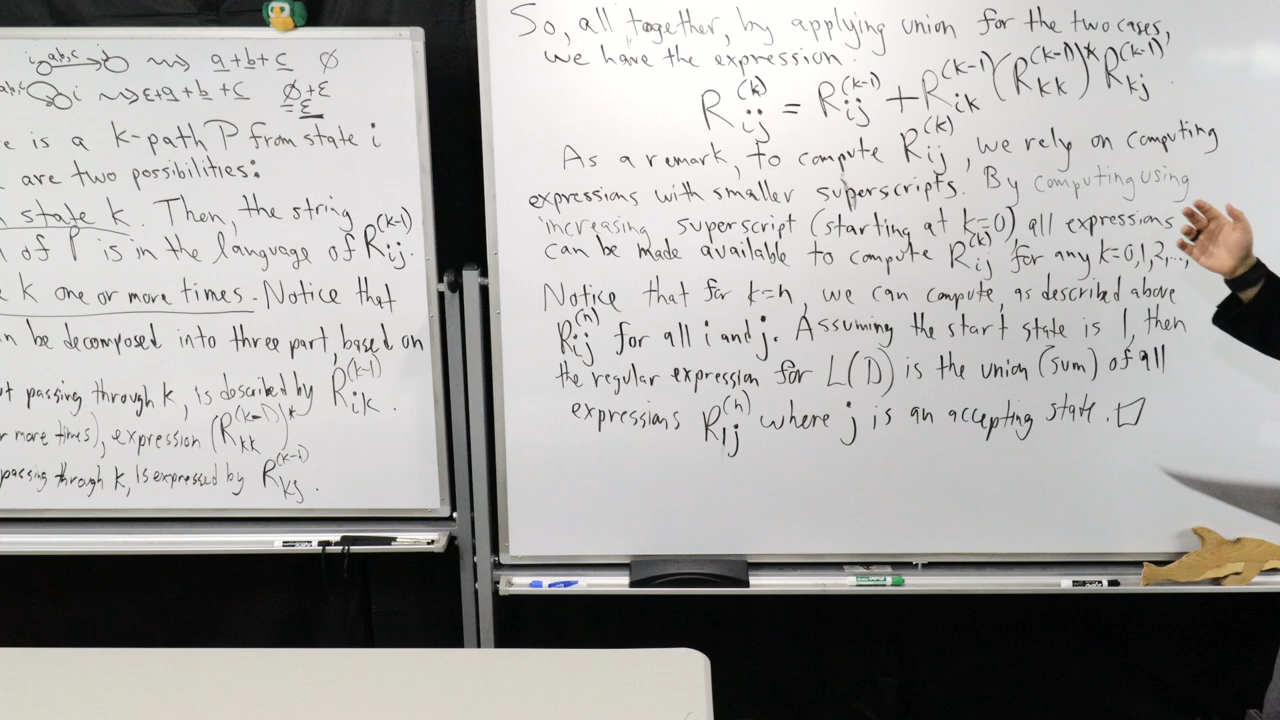 i a,b,c j ⇝ a+b+c ∅
a,b,c i ⇝ ε+a+b+c ∅+ε
=ε
e is a k-path P from state i
are two possibilities:
state k. Then, the string
of P is in the language of R_ij^(k-1).
k one or more times. Notice that
n be decomposed into three part, based on
t passing through k, is described by R_ik^(k-1).
r more times), expression (R_kk^(k-1))*
passing through k, is expressed by R_kj^(k-1).
So, all together, by applying union for the two cases,
we have the expression.
R_ij^(k) = R_ij^(k-1) + R_ik^(k-1) (R_kk^(k-1))* R_kj^(k-1)
As a remark, to compute R_ij^(k), we rely on computing
expressions with smaller superscripts. By computing using
increasing superscript (starting at k=0), all expressions
can be made available to compute R_ij^(k) for any k=0,1,2,...,
Notice that for k=n, we can compute, as described above
R_ij^(n) for all i and j. Assuming the start state is 1, then
the regular expression for L(D) is the union (sum) of all
expressions R_1j^(n) where j is an accepting state. □